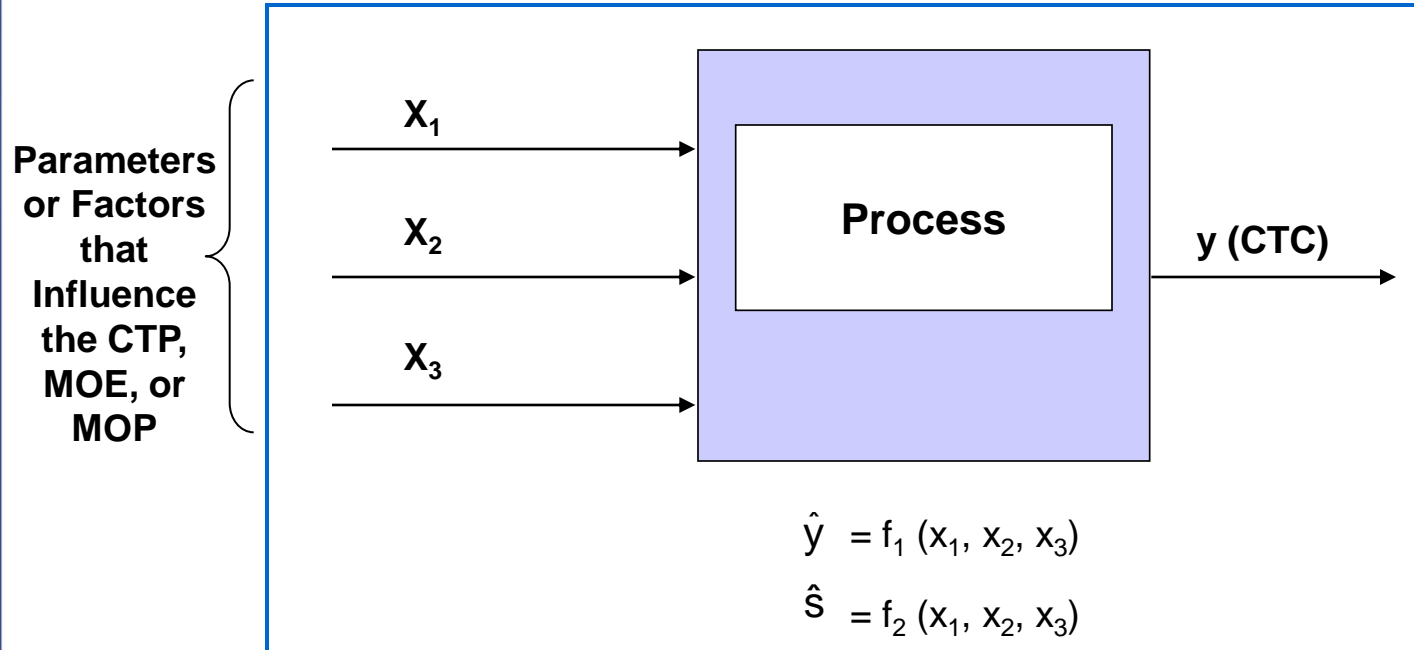 Parameters
or Factors
that
Influence
the CTP,
MOE, or
MOP
X₁
X₂
X₃
Process
y (CTC)
ŷ = f₁ (x₁, x₂, x₃)
ŝ = f₂ (x₁, x₂, x₃)